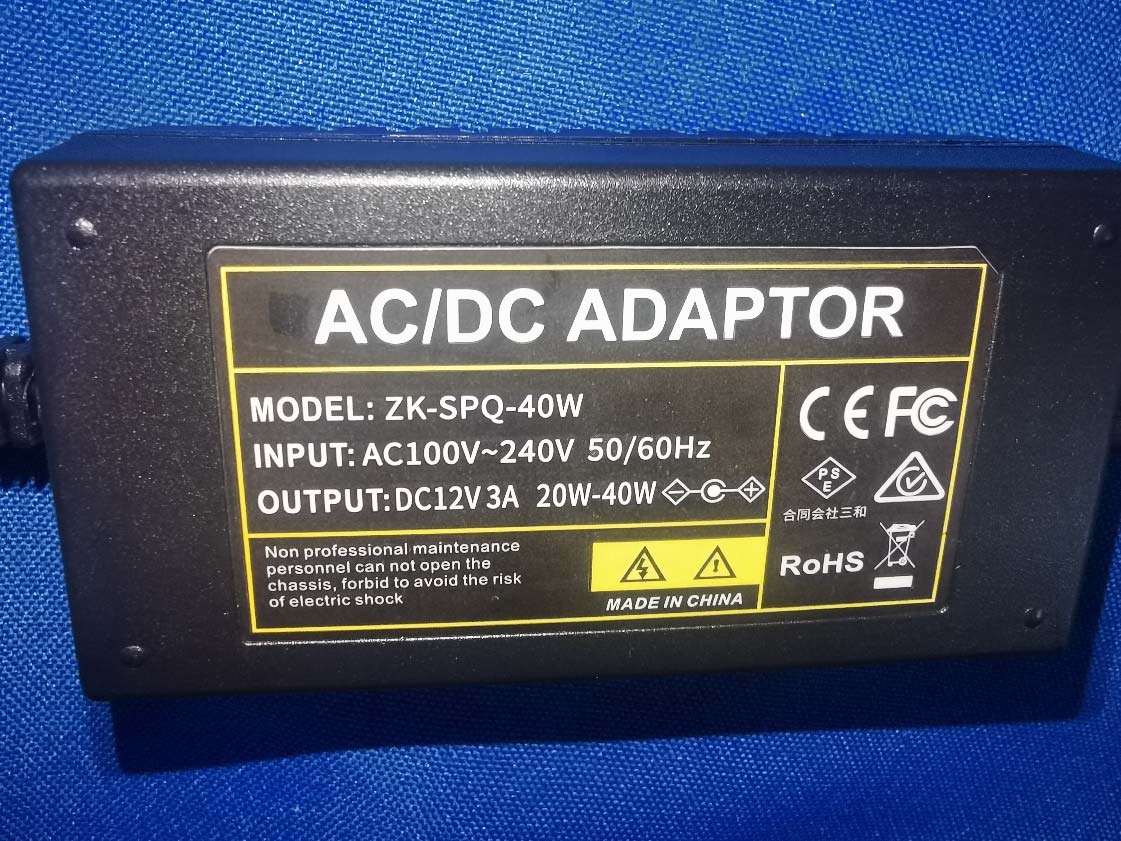 AC/DC ADAPTOR
MODEL: ZK-SPQ-40W
INPUT: AC100V~240V 50/60Hz
OUTPUT: DC12V 3A 20W-40W
Non professional maintenance
personnel can not open the
chassis, forbid to avoid the risk
of electric shock
MADE IN CHINA
CE FC
PS
E
合同会社三和
RoHS